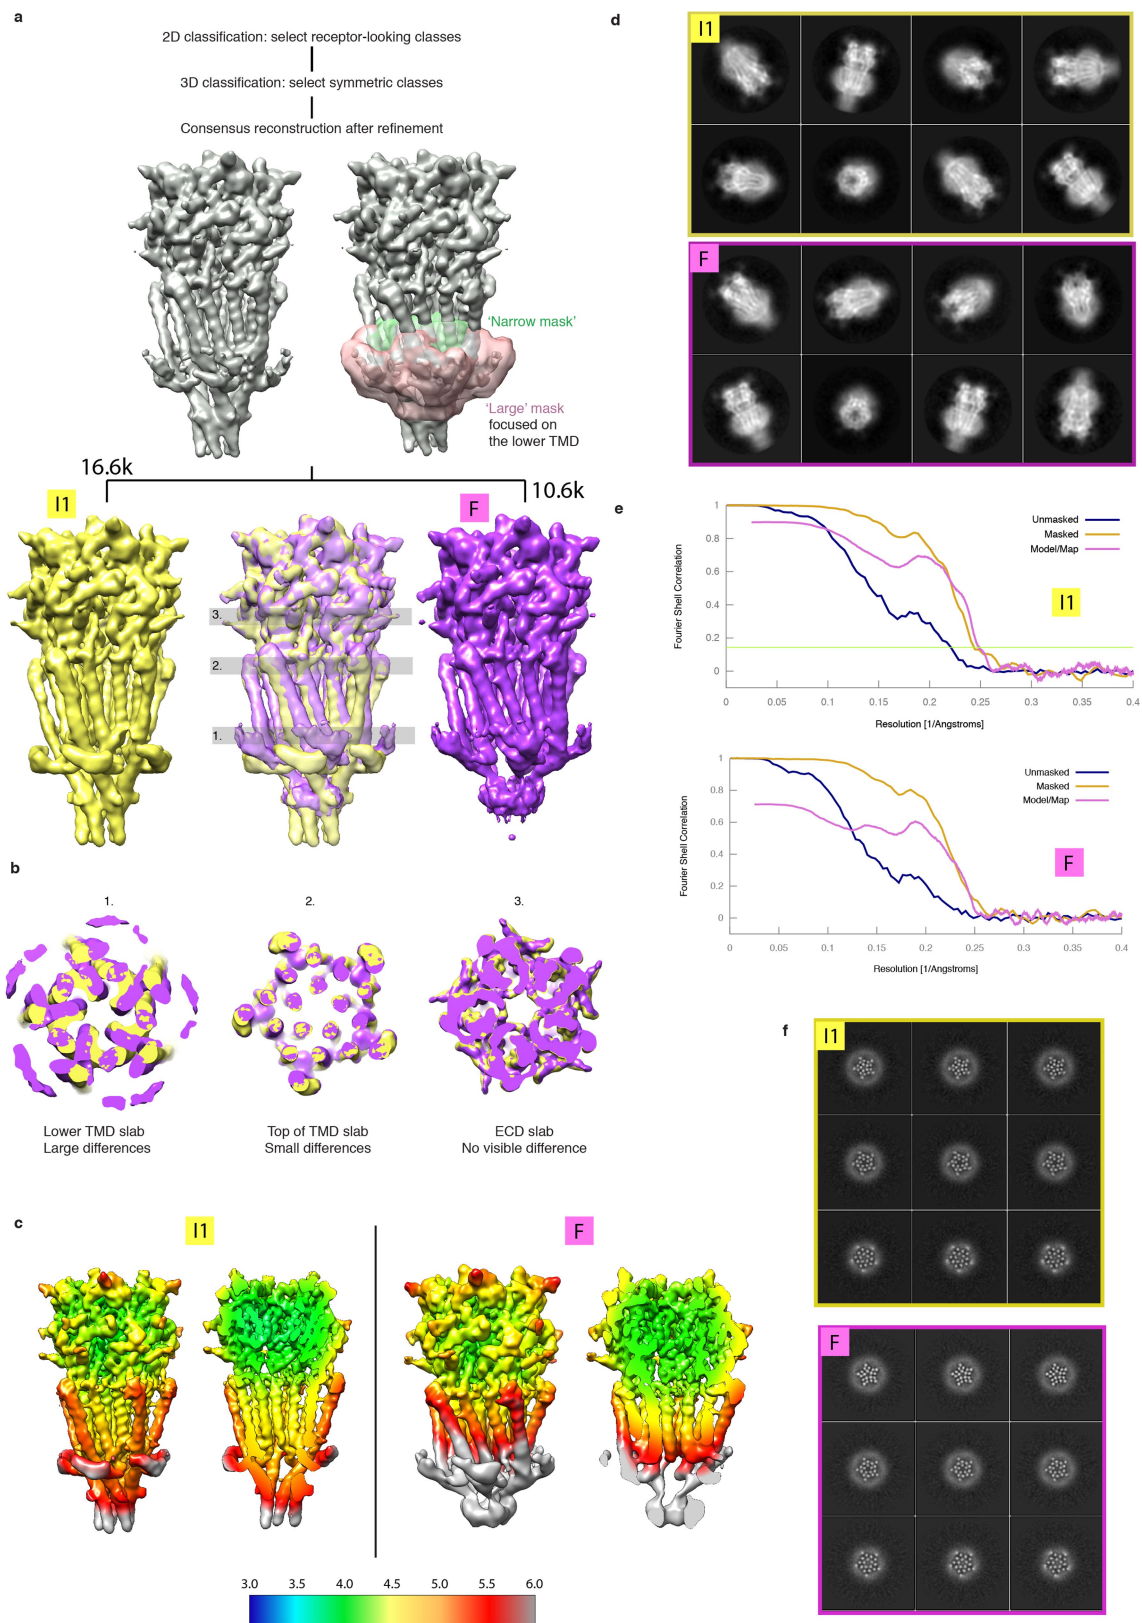 a
2D classification: select receptor-looking classes
3D classification: select symmetric classes
Consensus reconstruction after refinement
'Narrow mask'
'Large' mask
focused on
the lower TMD
16.6k
10.6k
I1
F
3.
2.
1.
b
1.
2.
3.
Lower TMD slab
Large differences
Top of TMD slab
Small differences
ECD slab
No visible difference
c
I1
F
3.0 3.5 4.0 4.5 5.0 5.5 6.0
d
I1
F
e
Fourier Shell Correlation
1
0.8
0.6
0.4
0.2
0
0 0.05 0.1 0.15 0.2 0.25 0.3 0.35 0.4
Resolution [1/Angstroms]
Unmasked
Masked
Model/Map
I1
Fourier Shell Correlation
1
0.8
0.6
0.4
0.2
0
0 0.05 0.1 0.15 0.2 0.25 0.3 0.35 0.4
Resolution [1/Angstroms]
Unmasked
Masked
Model/Map
F
f
I1
F